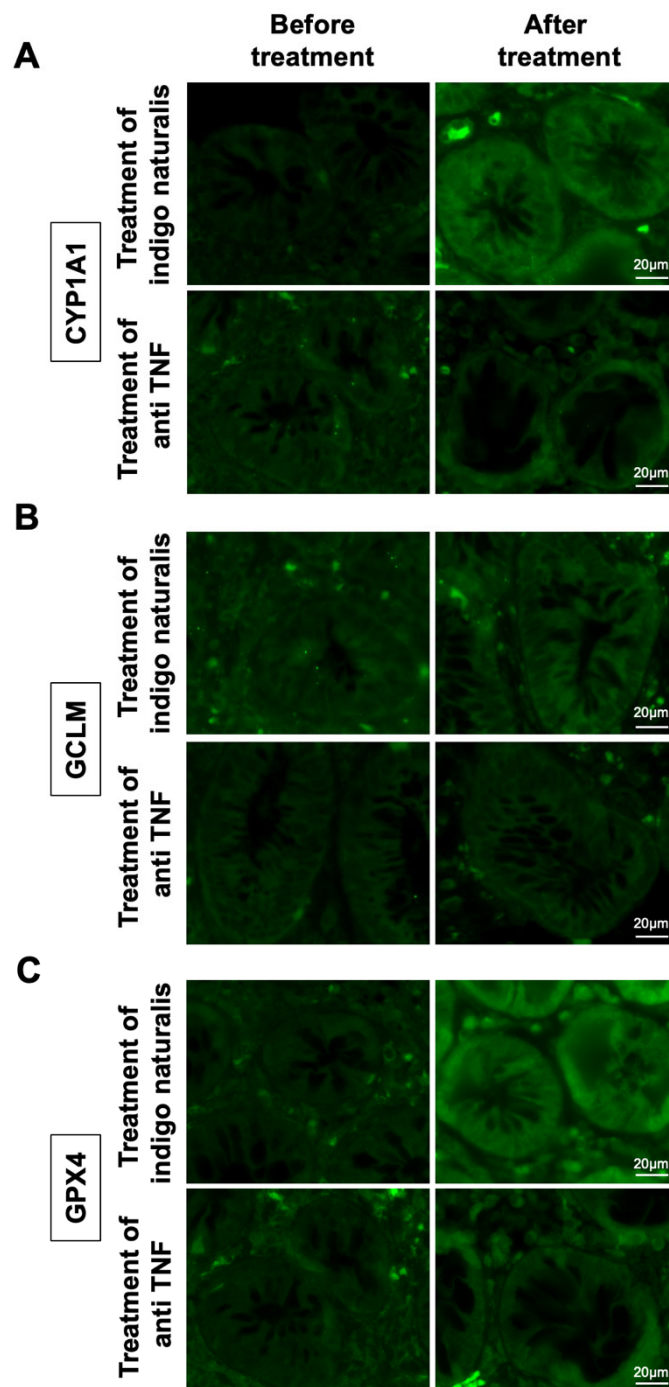 Before
treatment
After
treatment
A
CYP1A1
Treatment of
indigo naturalis
20μm
Treatment of
anti TNF
20μm
B
GCLM
Treatment of
indigo naturalis
20μm
Treatment of
anti TNF
20μm
C
GPX4
Treatment of
indigo naturalis
20μm
Treatment of
anti TNF
20μm